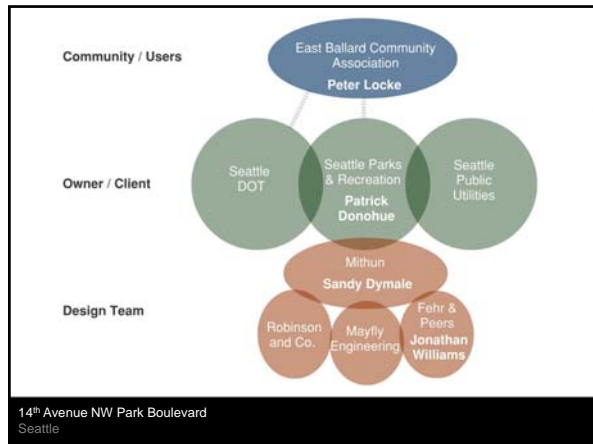 Community / Users
East Ballard Community
Association
Peter Locke
Owner / Client
Seattle
DOT
Seattle Parks
& Recreation
Patrick
Donohue
Seattle
Public
Utilities
Mithun
Sandy Dymale
Design Team
Robinson
and Co.
Mayfly
Engineering
Fehr &
Peers
Jonathan
Williams
14th Avenue NW Park Boulevard
Seattle